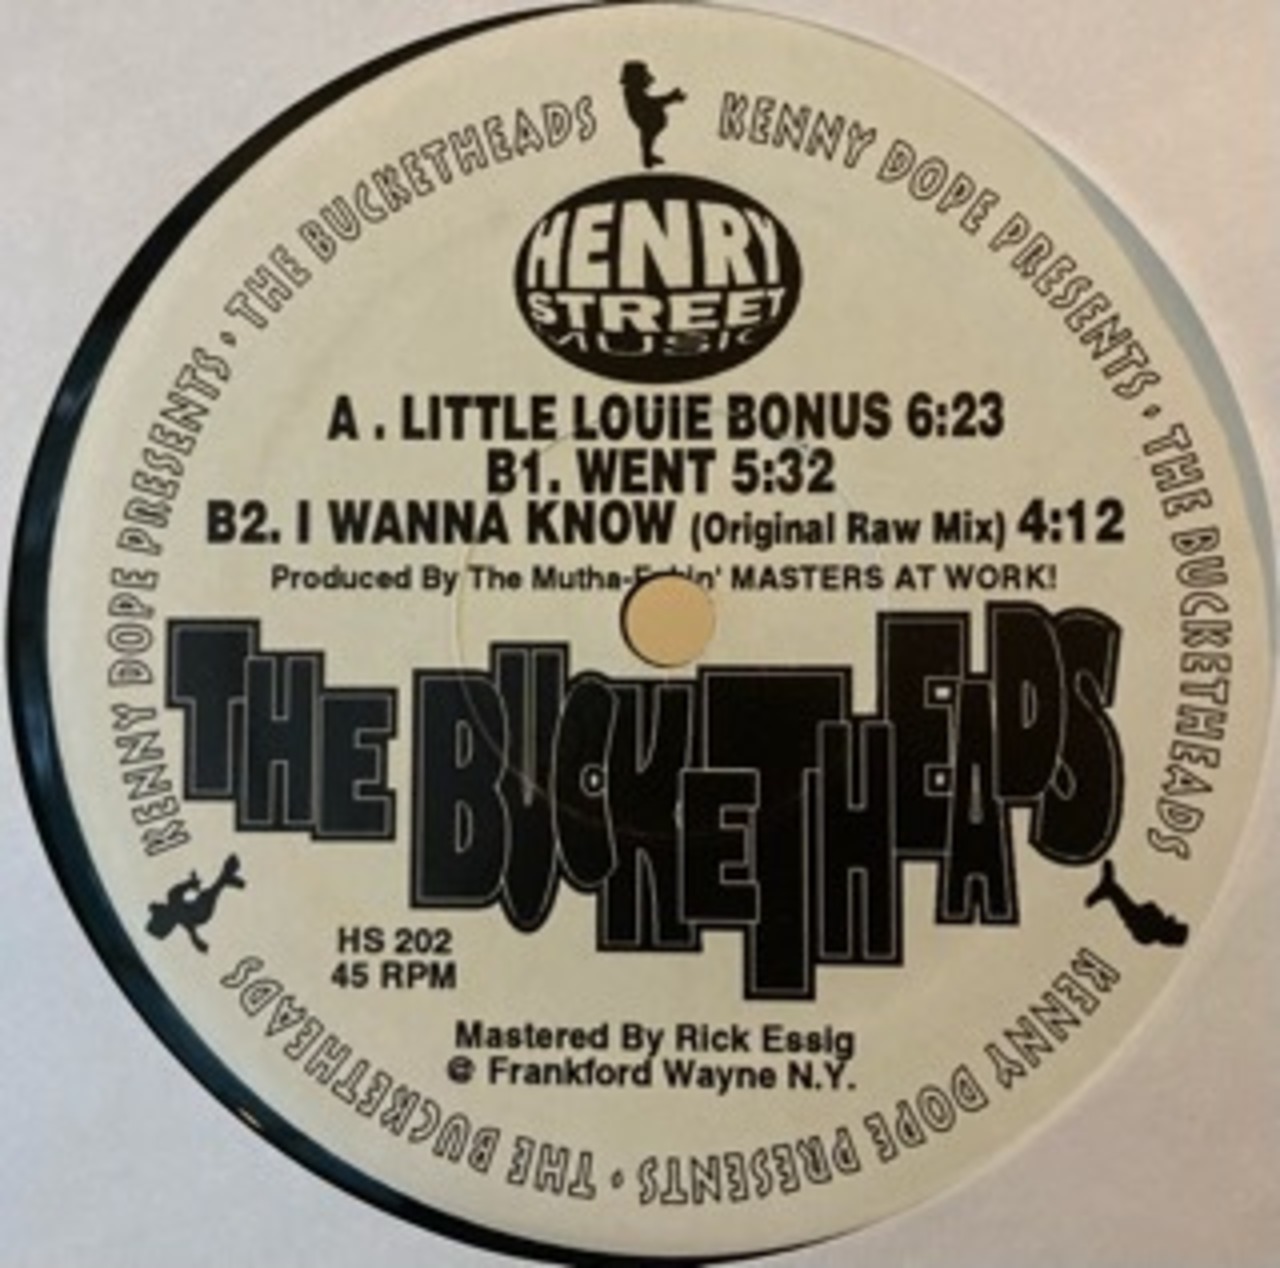 KENNY DOPE PRESENTS • THE BUCKETHEADS
KENNY DOPE PRESENTS • THE BUCKETHEADS
KENNY DOPE PRESENTS • THE BUCKETHEADS
HENRY
STREET
MUSIC
A . LITTLE LOUIE BONUS 6:23
B1. WENT 5:32
B2. I WANNA KNOW (Original Raw Mix) 4:12
Produced By The Mutha- MASTERS AT WORK!
THE BUCKETHEADS
HS 202
45 RPM
Mastered By Rick Essig
@ Frankford Wayne N.Y.